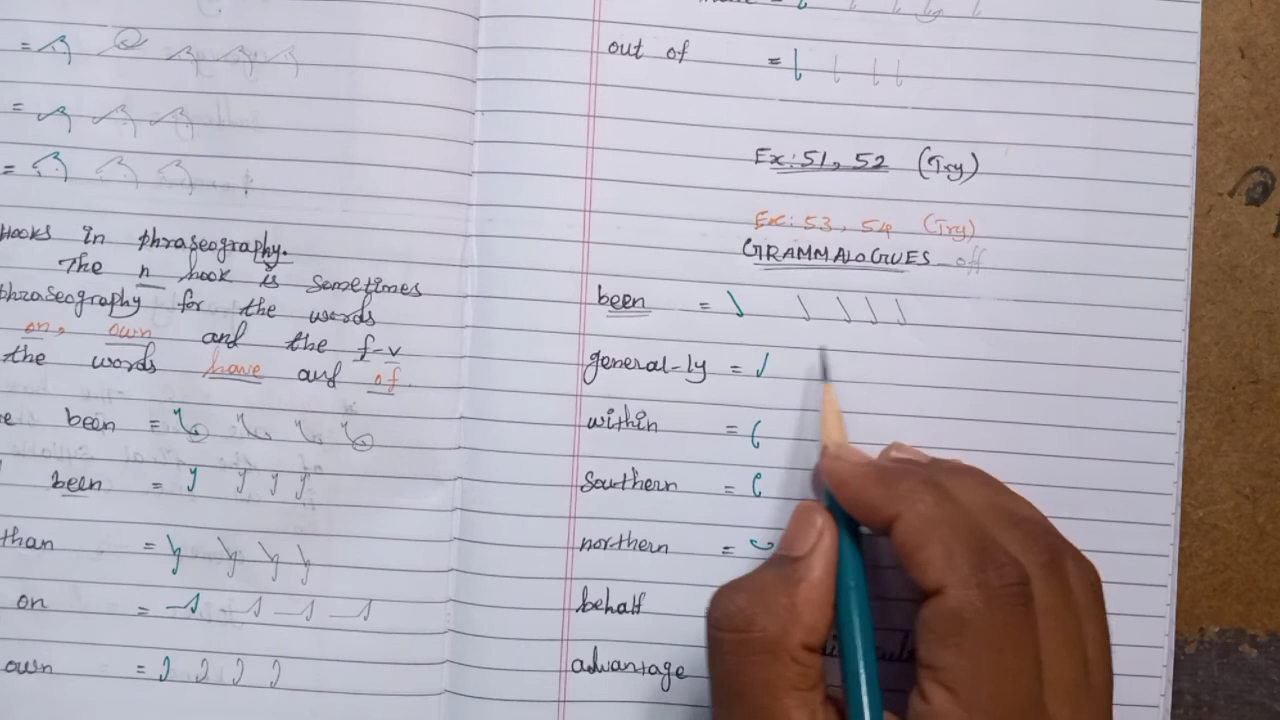 Hooks in phraseography.
The n hook is sometimes
phraseography for the words
on, own and the f-v
the words have and of.
been =
been =
than =
on =
own =
out of =
Ex: 51, 52 (Try)
Ex: 53, 54 (Try)
GRAMMALOGUES off
been =
general-ly =
within =
Southern =
northern =
behalf
advantage